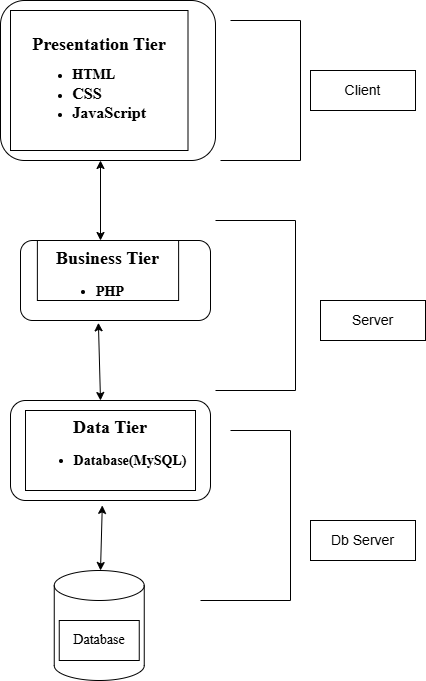 Presentation Tier
HTML
CSS
JavaScript
Client
Business Tier
PHP
Server
Data Tier
Database(MySQL)
Db Server
Database